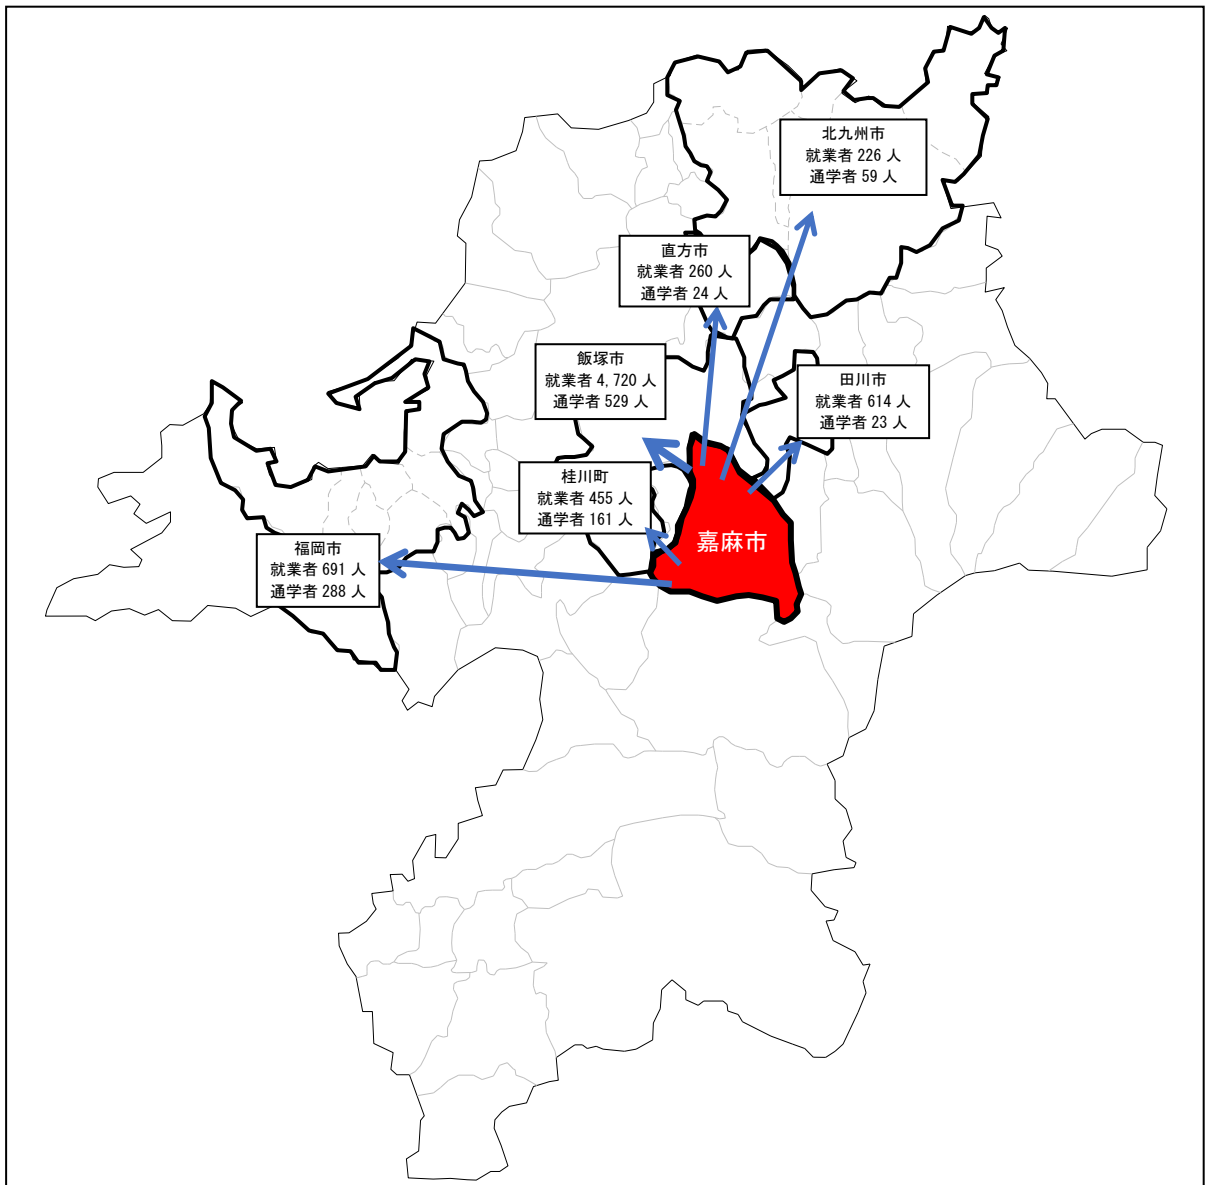 北九州市
就業者 226 人
通学者 59 人
直方市
就業者 260 人
通学者 24 人
飯塚市
就業者 4,720 人
通学者 529 人
田川市
就業者 614 人
通学者 23 人
桂川町
就業者 455 人
通学者 161 人
嘉麻市
福岡市
就業者 691 人
通学者 288 人